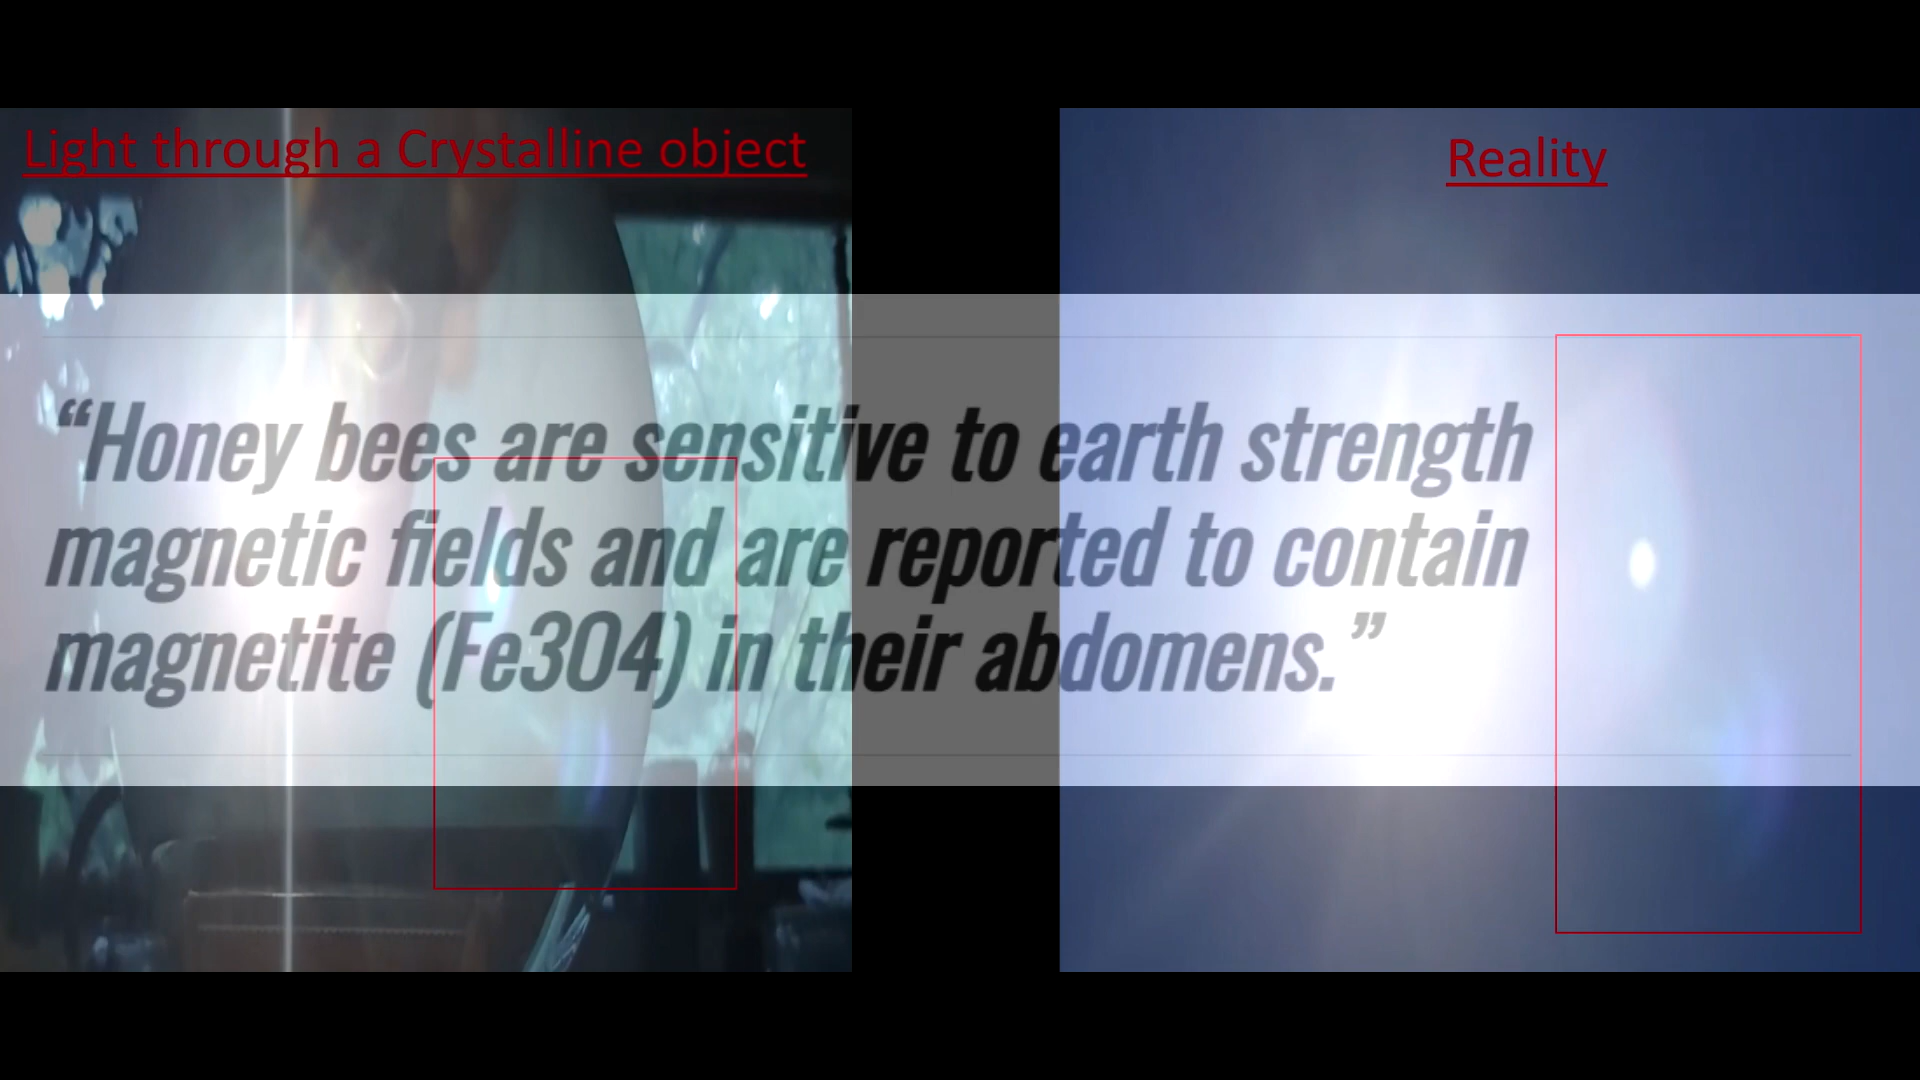 Light through a Crystalline object
Reality
“Honey bees are sensitive to earth strength
magnetic fields and are reported to contain
magnetite (Fe3O4) in their abdomens.”